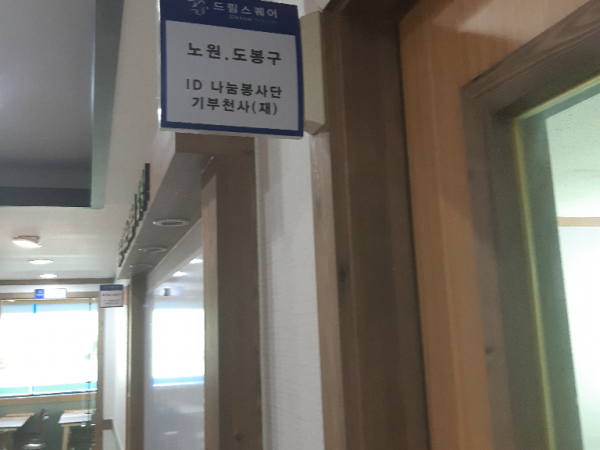 드림스퀘어
노원.도봉구
ID 나눔봉사단
기부천사(재)